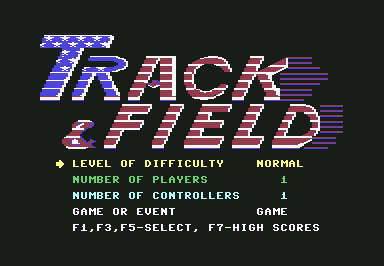 TRACK
& FIELD
LEVEL OF DIFFICULTY NORMAL
NUMBER OF PLAYERS 1
NUMBER OF CONTROLLERS 1
GAME OR EVENT GAME
F1,F3,F5-SELECT, F7-HIGH SCORES